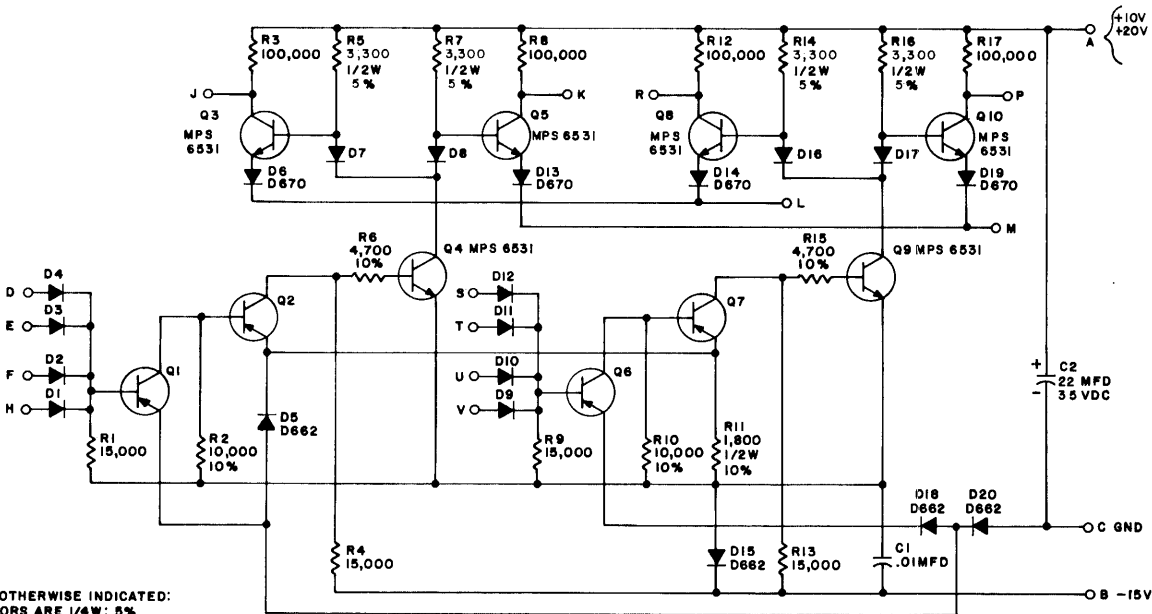 +10V
+20V
A
R3
100,000
R5
3,300
1/2W
5%
R7
3,300
1/2W
5%
R8
100,000
R12
100,000
R14
3,300
1/2W
5%
R16
3,300
1/2W
5%
R17
100,000
J
K
R
P
Q3
MPS
6531
Q5
MPS 6531
Q8
MPS
6531
Q10
MPS
6531
D7
D8
D16
D17
D6
D670
D13
D670
D14
D670
D19
D670
L
M
R6
4,700
10%
Q4 MPS 6531
R15
4,700
10%
Q9 MPS 6531
D
D4
E
D3
F
D2
H
D1
Q1
Q2
S
D12
T
D11
U
D10
V
D9
Q6
Q7
+
-
C2
22 MFD
35 VDC
D5
D662
R1
15,000
R2
10,000
10%
R9
15,000
R10
10,000
10%
R11
1,800
1/2W
10%
D18
D662
D20
D662
C GND
R4
15,000
D15
D662
R13
15,000
C1
.01MFD
B -15V
OTHERWISE INDICATED:
ORS ARE 1/4W; 5%